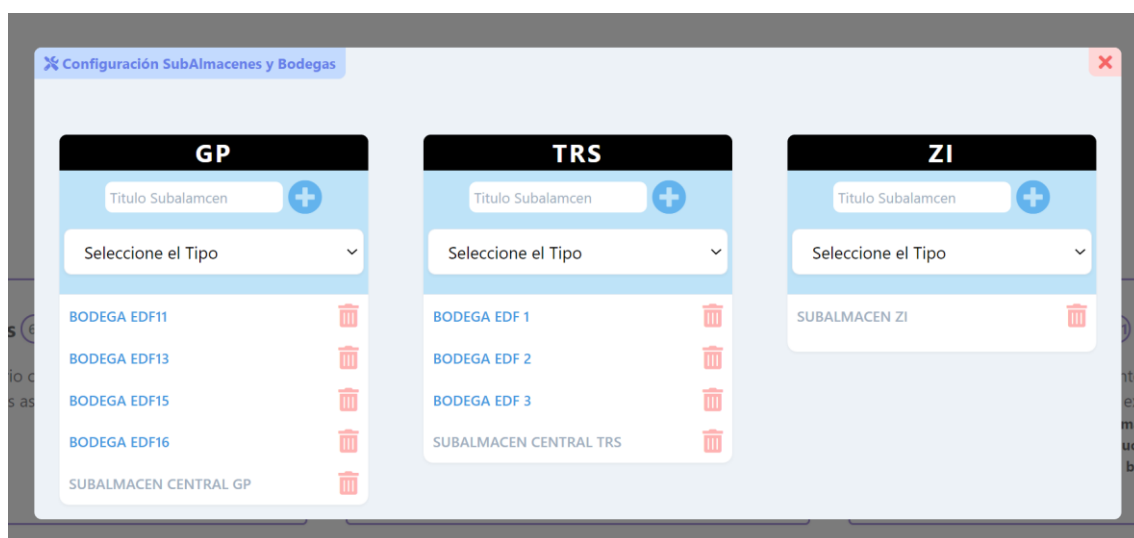 Configuración SubAlmacenes y Bodegas
GP
Titulo Subalamcen
Seleccione el Tipo
BODEGA EDF11
BODEGA EDF13
BODEGA EDF15
BODEGA EDF16
SUBALMACEN CENTRAL GP
TRS
Titulo Subalamcen
Seleccione el Tipo
BODEGA EDF 1
BODEGA EDF 2
BODEGA EDF 3
SUBALMACEN CENTRAL TRS
ZI
Titulo Subalamcen
Seleccione el Tipo
SUBALMACEN ZI